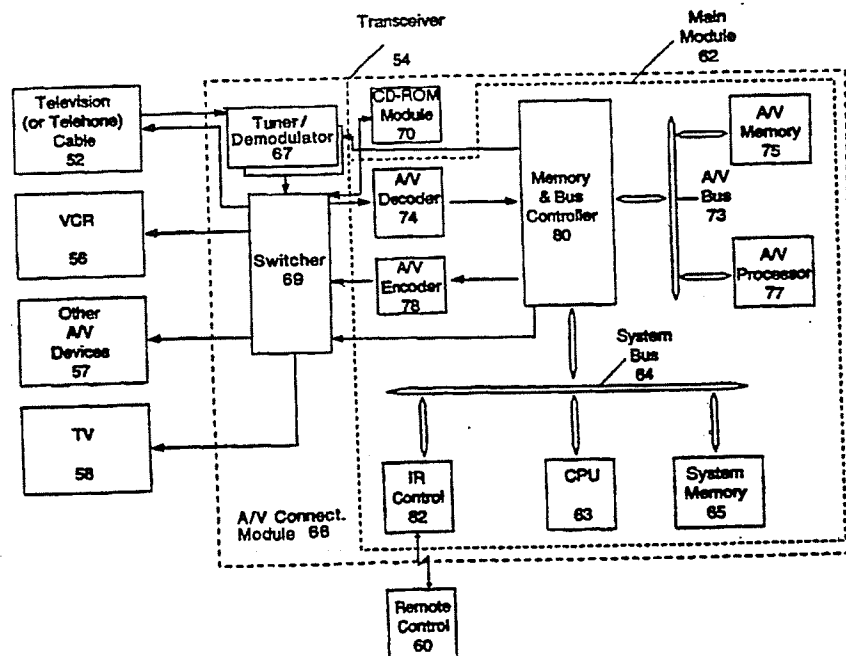 Transceiver
54
Main
Module
62
Television
(or Telehone)
Cable
52
Tuner/
Demodulator
67
CD-ROM
Module
70
A/V
Memory
75
Memory
& Bus
Controller
80
A/V
Bus
73
A/V
Decoder
74
VCR
56
Switcher
69
A/V
Encoder
78
A/V
Processor
77
Other
A/V
Devices
57
System
Bus
64
TV
58
IR
Control
82
CPU
63
System
Memory
65
A/V Connect.
Module 66
Remote
Control
60